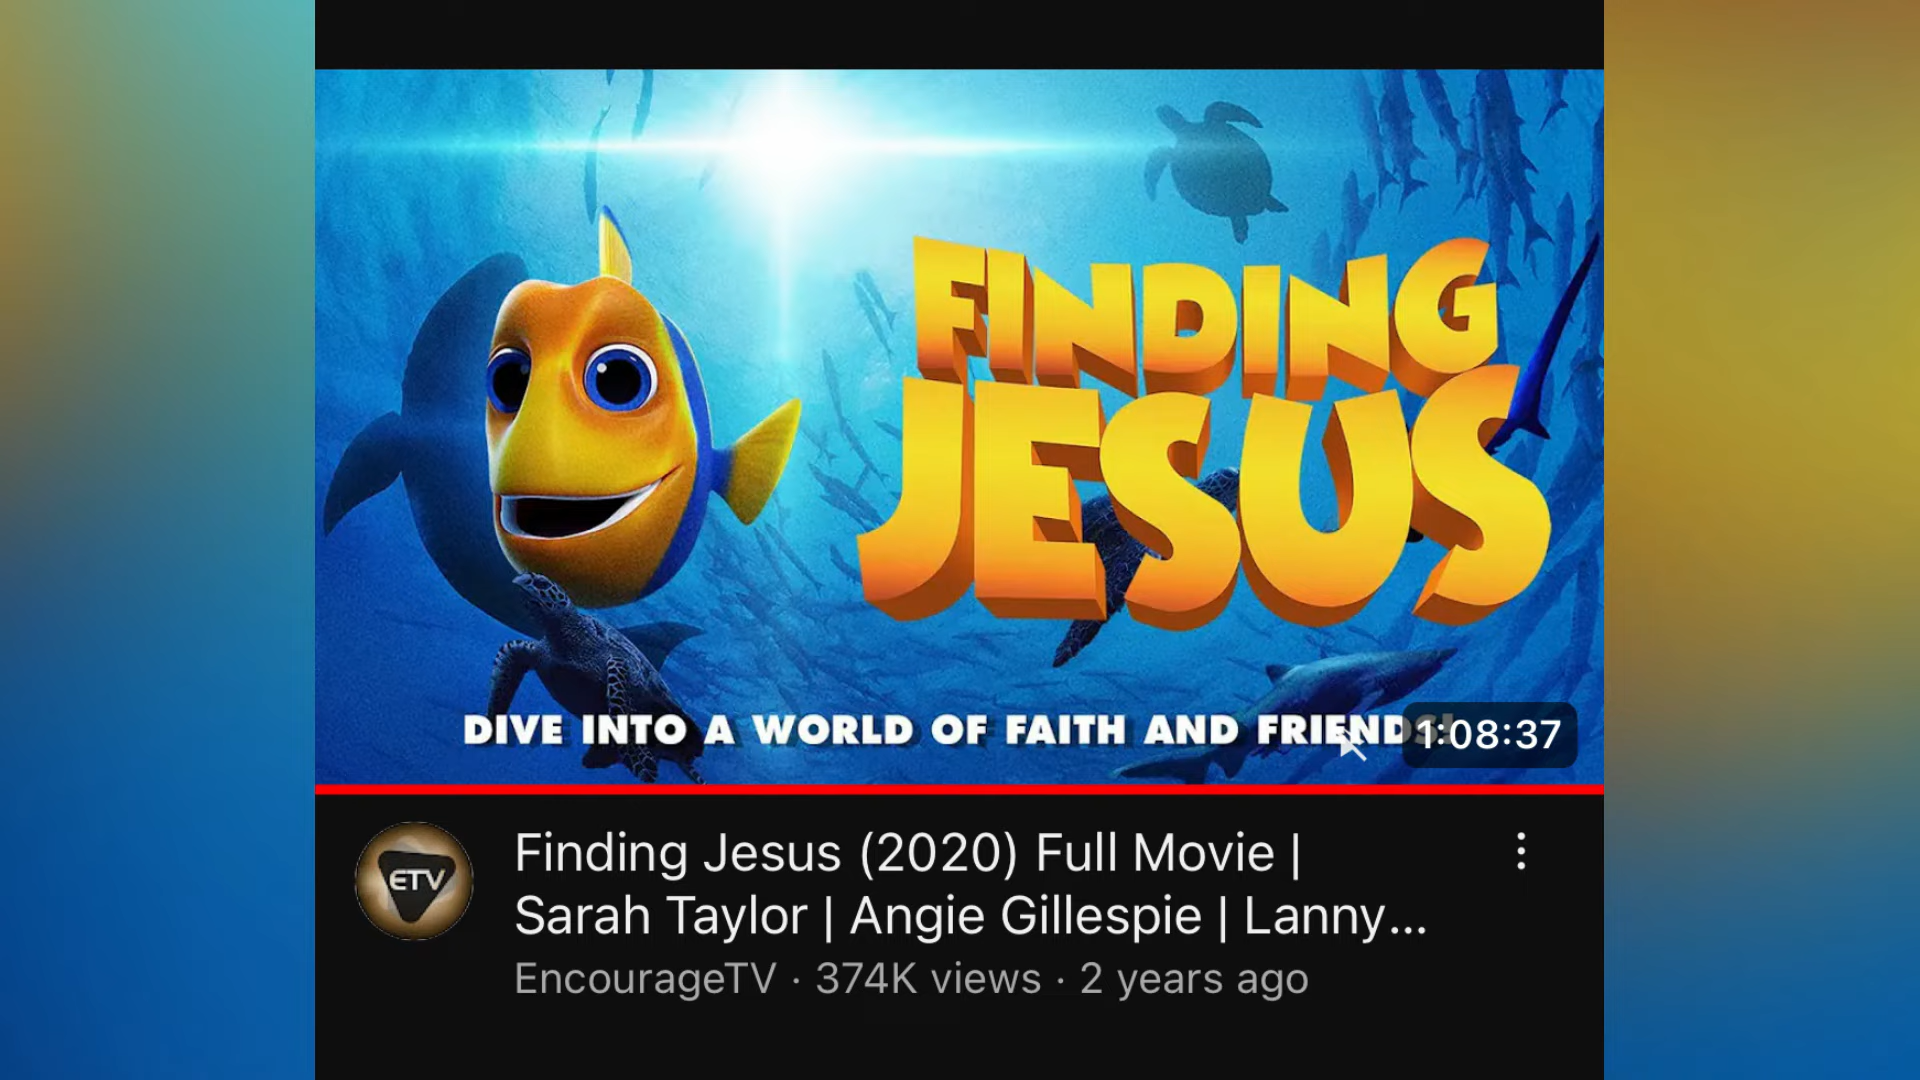 FINDING
JESUS
DIVE INTO A WORLD OF FAITH AND FRIENDS!
1:08:37
ETV
Finding Jesus (2020) Full Movie |
Sarah Taylor | Angie Gillespie | Lanny...
EncourageTV · 374K views · 2 years ago